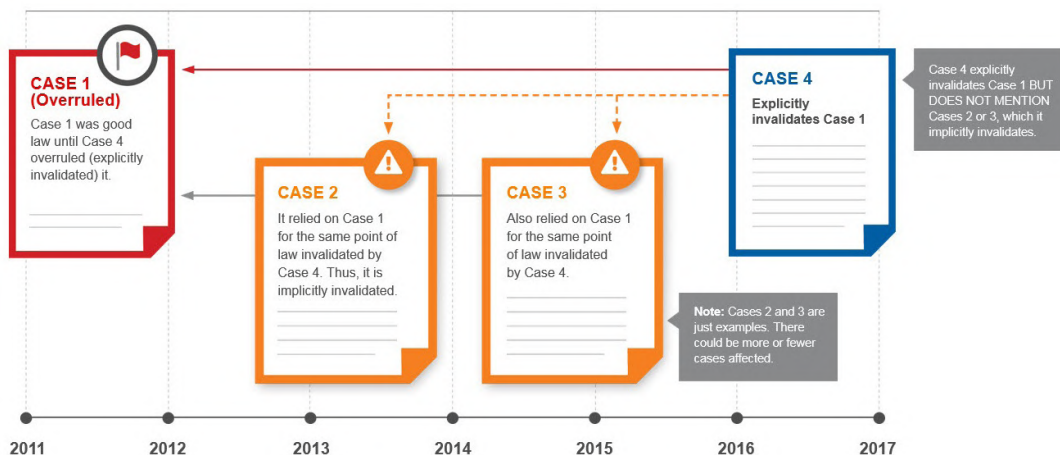 CASE 1
(Overruled)
Case 1 was good
law until Case 4
overruled (explicitly
invalidated) it.
CASE 2
It relied on Case 1
for the same point of
law invalidated by
Case 4. Thus, it is
implicitly invalidated.
CASE 3
Also relied on Case 1
for the same point
of law invalidated
by Case 4.
CASE 4
Explicitly
invalidates Case 1
Case 4 explicitly
invalidates Case 1 BUT
DOES NOT MENTION
Cases 2 or 3, which it
implicitly invalidates.
Note: Cases 2 and 3 are
just examples. There
could be more or fewer
cases affected.
2011 2012 2013 2014 2015 2016 2017